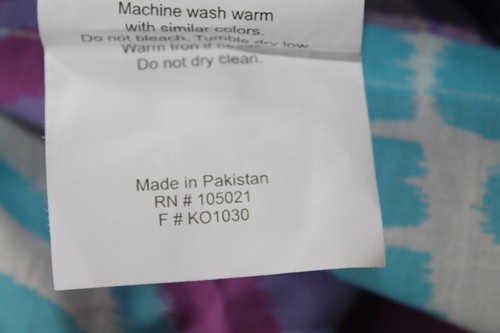 Machine wash warm
with similar colors.
Do not bleach. Tumble dry low
Warm Iron if needed
Do not dry clean.
Made in Pakistan
RN # 105021
F # KO1030